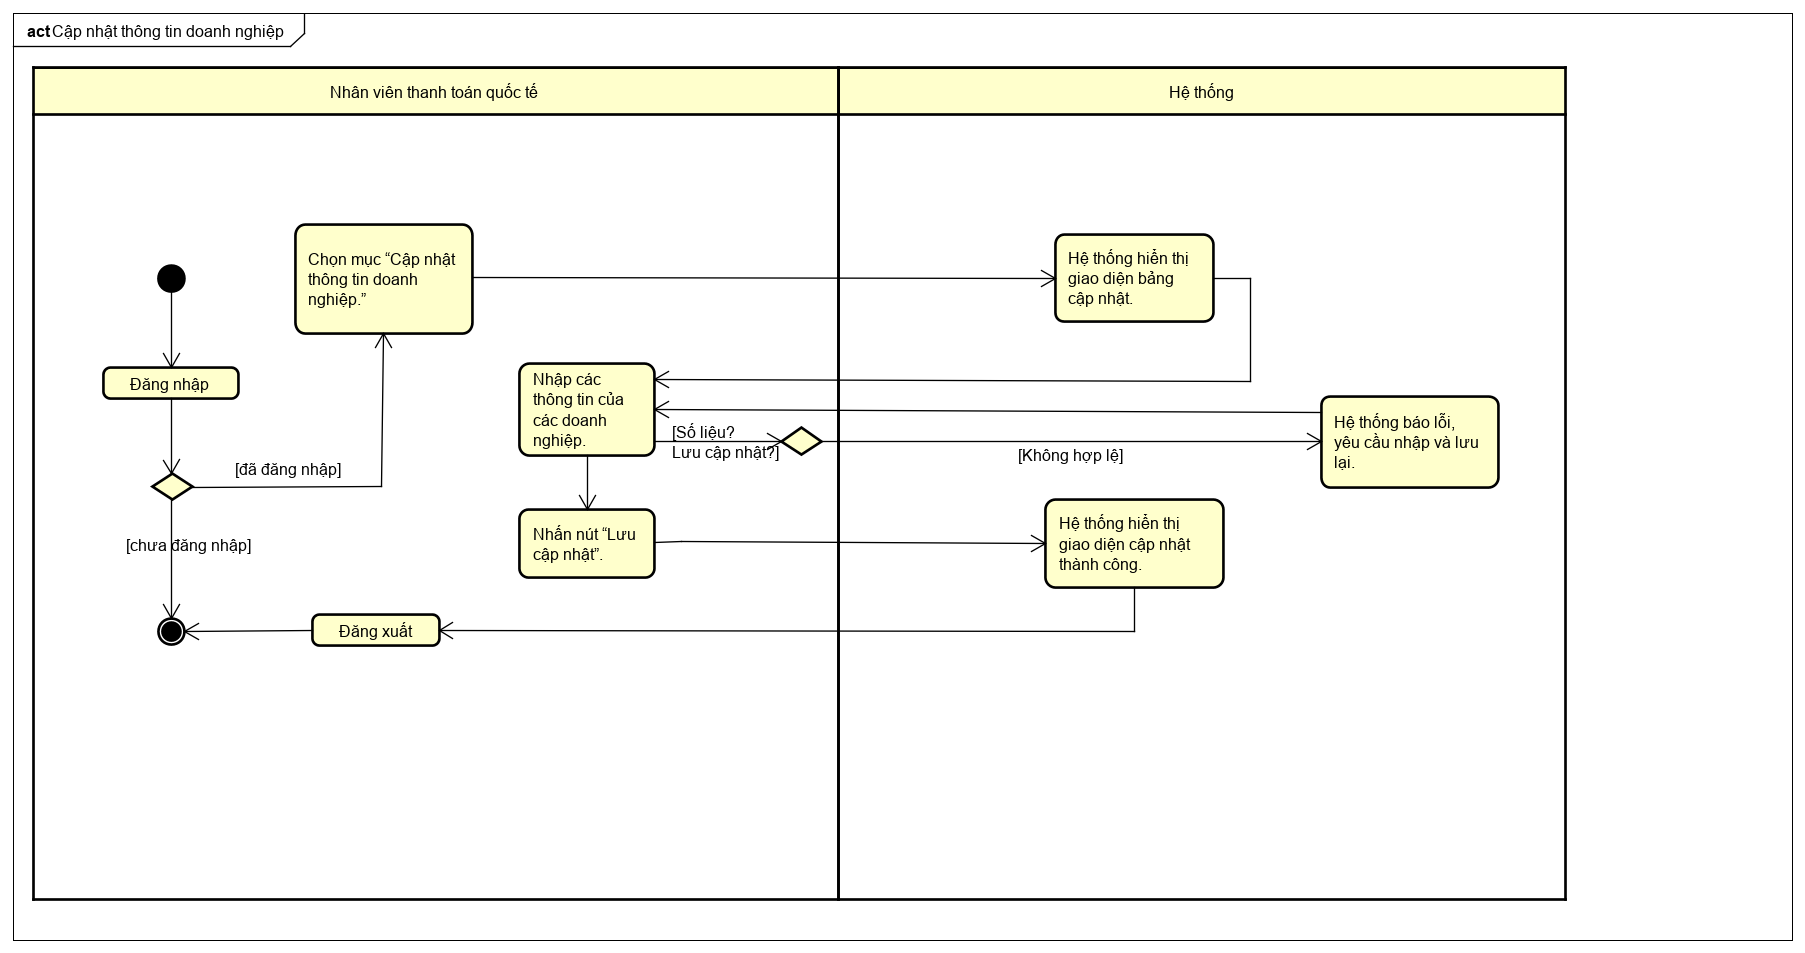 act Cập nhật thông tin doanh nghiệp
Nhân viên thanh toán quốc tế
Hệ thống
Chọn mục “Cập nhật
thông tin doanh
nghiệp.”
Hệ thống hiển thị
giao diện bảng
cập nhật.
Đăng nhập
Nhập các
thông tin của
các doanh
nghiệp.
[Số liệu?
Lưu cập nhật?]
[Không hợp lệ]
Hệ thống báo lỗi,
yêu cầu nhập và lưu
lại.
[đã đăng nhập]
[chưa đăng nhập]
Nhấn nút “Lưu
cập nhật”.
Hệ thống hiển thị
giao diện cập nhật
thành công.
Đăng xuất